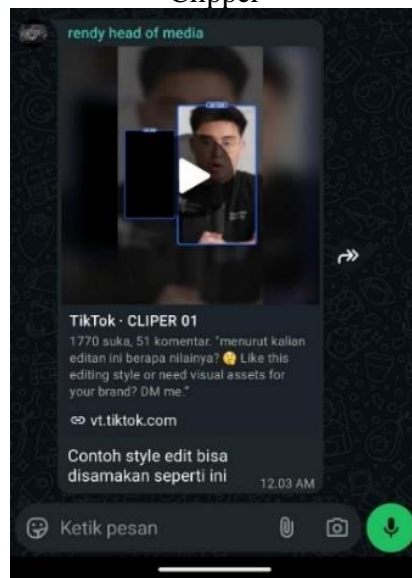 Clipper
rendy head of media
TikTok · CLIPER 01
1770 suka, 51 komentar. "menurut kalian
editan ini berapa nilainya? 🤔 Like this
editing style or need visual assets for
your brand? DM me."
vt.tiktok.com
Contoh style edit bisa
disamakan seperti ini
12.03 AM
Ketik pesan